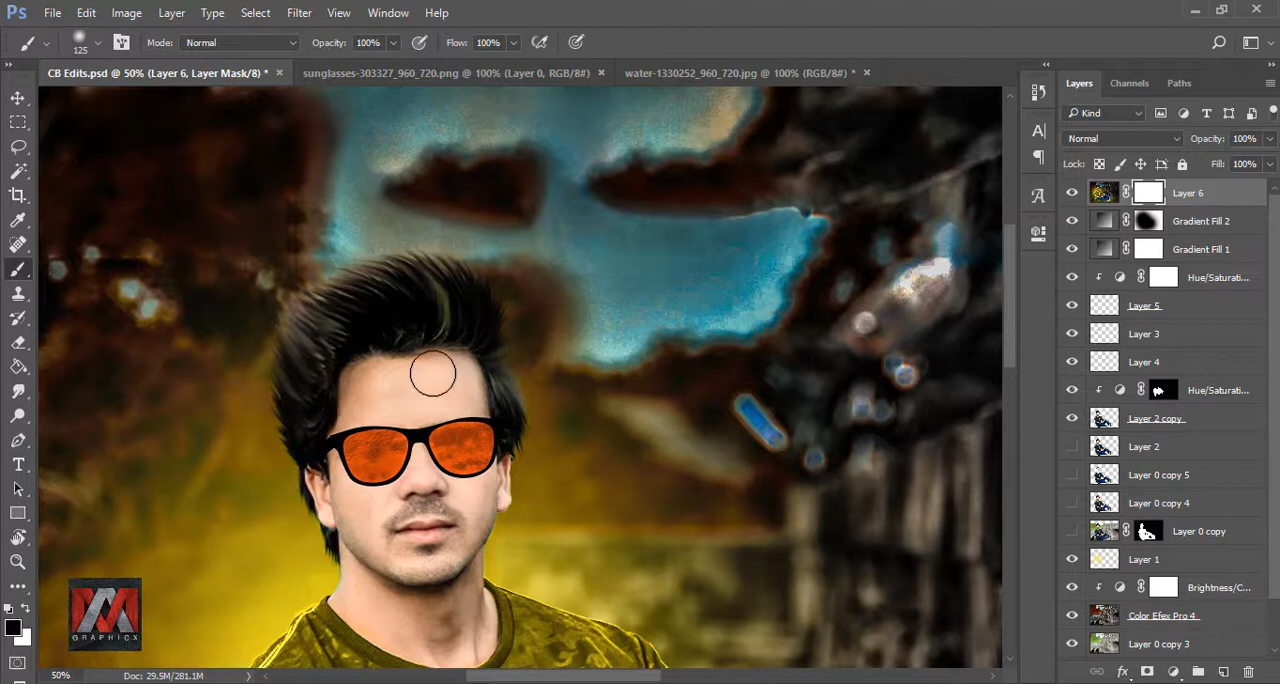 Ps File Edit Image Layer Type Select Filter View Window Help
125 Mode: Normal Opacity: 100% Flow: 100%
CB Edits.psd @ 50% (Layer 6, Layer Mask/8) * × sunglasses-303327_960_720.png @ 100% (Layer 0, RGB/8#) × water-1330252_960_720.jpg @ 100% (RGB/8#) * ×
Layers Channels Paths
Kind
Normal Opacity: 100%
Lock: Fill: 100%
Layer 6
Gradient Fill 2
Gradient Fill 1
Hue/Saturati...
Layer 5
Layer 3
Layer 4
Hue/Saturati...
Layer 2 copy
Layer 2
Layer 0 copy 5
Layer 0 copy 4
Layer 0 copy
Layer 1
Brightness/C...
Color Efex Pro 4
Layer 0 copy 3
GRAPHICX
50% Doc: 29.5M/281.1M